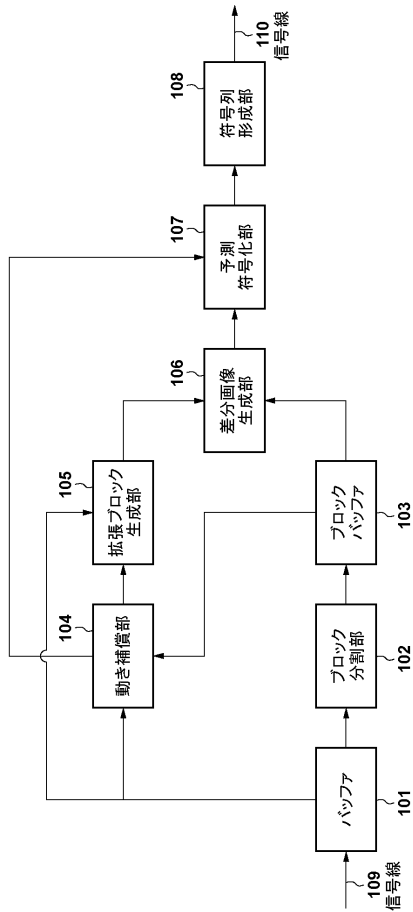 109
信号線
バッファ
101
ブロック
分割部
102
ブロック
バッファ
103
動き補償部
104
拡張ブロック
生成部
105
差分画像
生成部
106
予測
符号化部
107
符号列
形成部
108
110
信号線